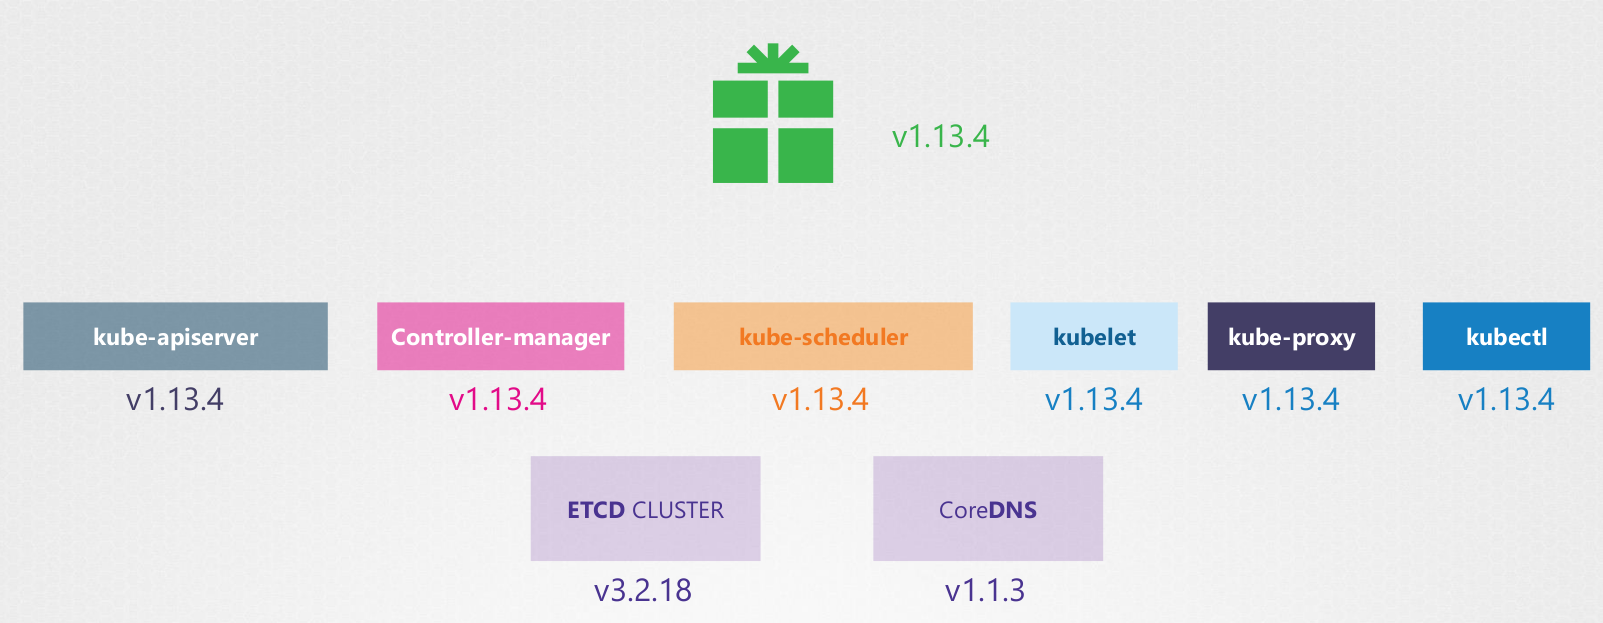 v1.13.4
kube-apiserver
Controller-manager
kube-scheduler
kubelet
kube-proxy
kubectl
v1.13.4
v1.13.4
v1.13.4
v1.13.4
v1.13.4
v1.13.4
ETCD CLUSTER
CoreDNS
v3.2.18
v1.1.3